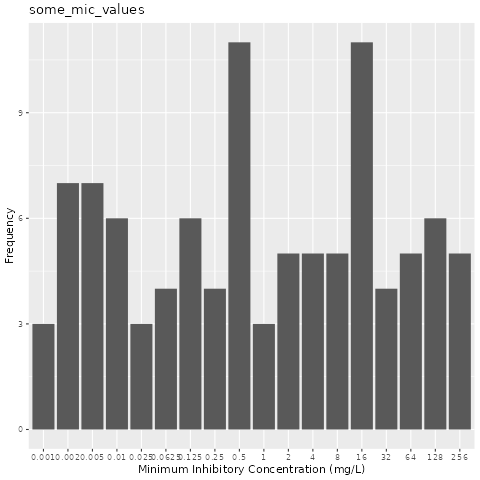 some_mic_values
Frequency
9
6
3
0
0.001 0.002 0.005 0.01 0.025 0.0625 0.125 0.25 0.5 1 2 4 8 16 32 64 128 256
Minimum Inhibitory Concentration (mg/L)